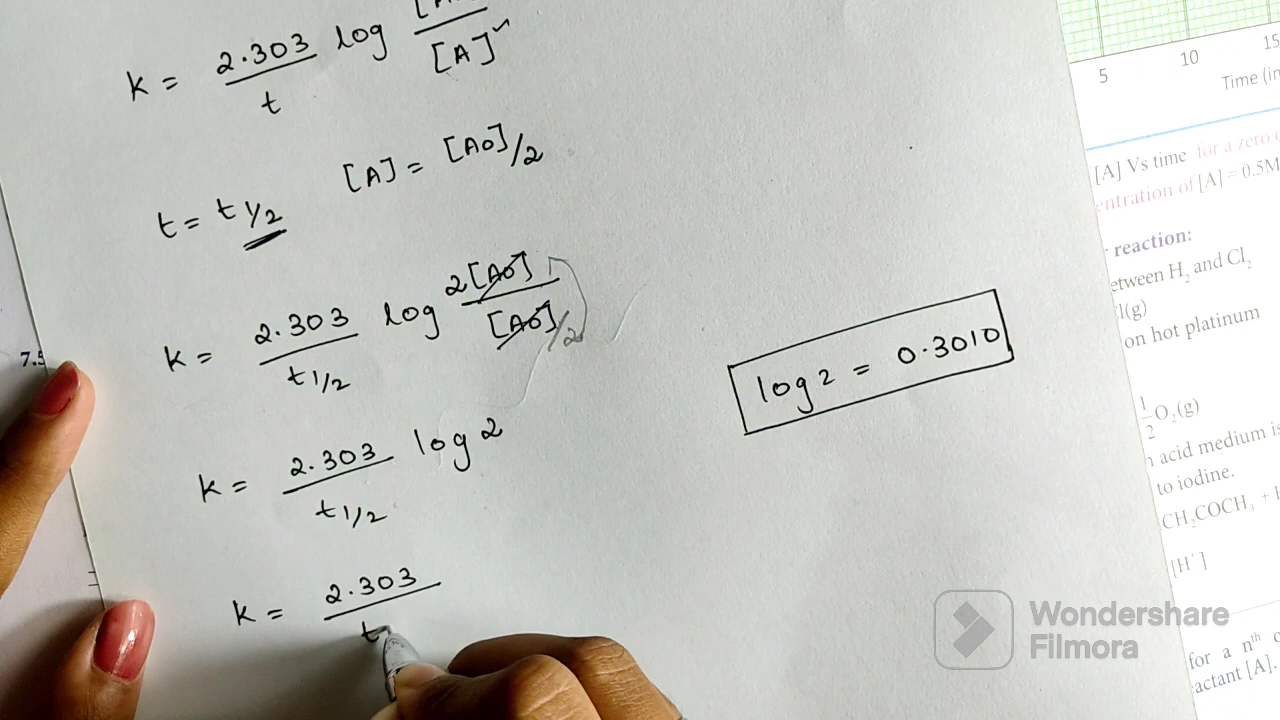 k = 2.303/t log [A
[A]
t = t1/2 [A] = [A0]/2
k = 2.303/t1/2 log 2[A0]/[A0]/2
k = 2.303/t1/2 log 2
k = 2.303/t
log 2 = 0.3010
7.5
5 10 15
Time (in
[A] Vs time for a zero
entration of [A] = 0.5M
reaction:
etween H₂ and Cl₂
l(g)
on hot platinum
1/2 O₂(g)
acid medium is
to iodine.
CH₃COCH₃ +
[H⁺]
for a nth
actant [A].
Wondershare
Filmora